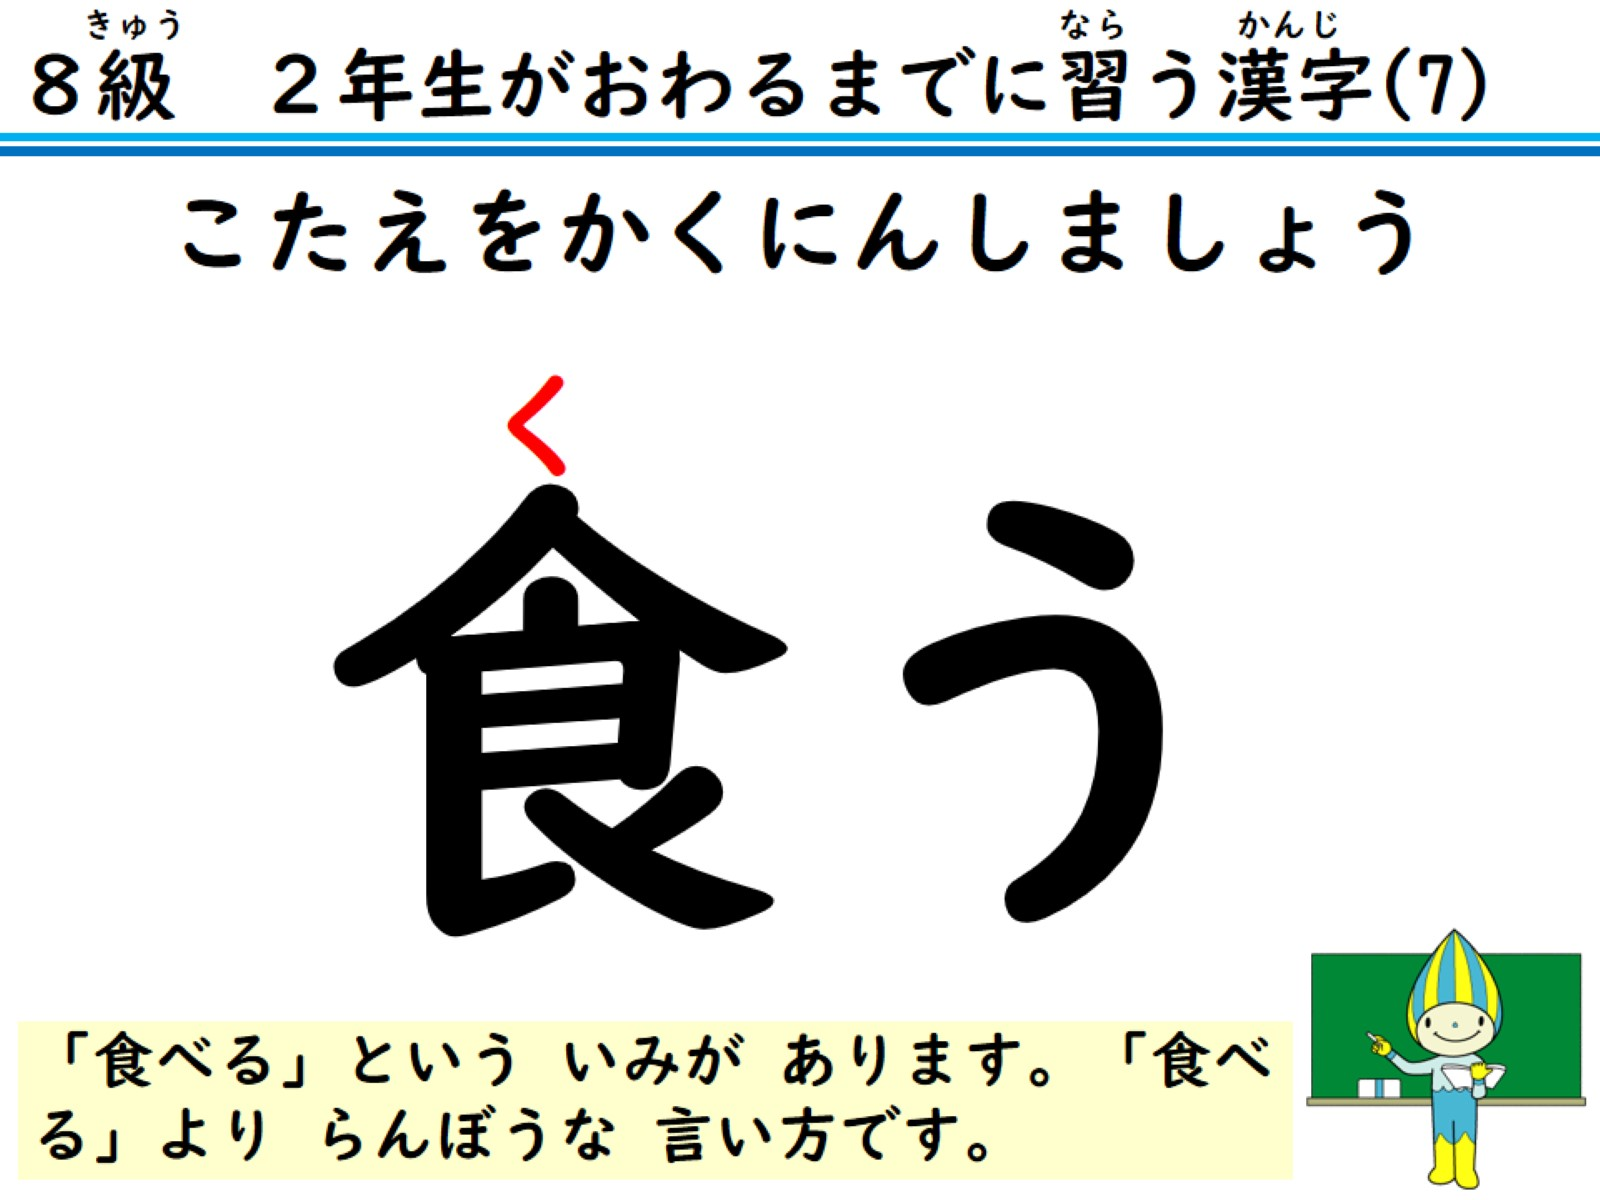 きゅう なら かんじ
８級　２年生がおわるまでに習う漢字(7)
こたえをかくにんしましょう
く
食う
「食べる」という いみが あります。「食べ
る」より らんぼうな 言い方です。